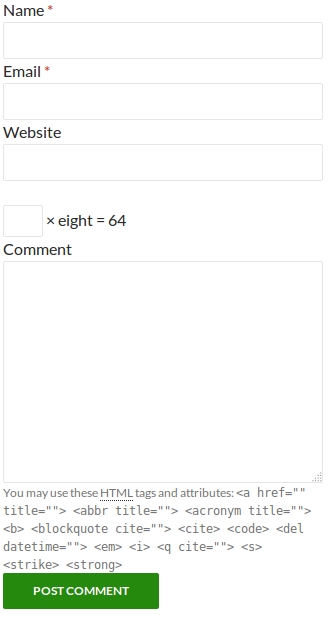 Name *
Email *
Website
× eight = 64
Comment
You may use these HTML tags and attributes: <a href=""
title=""> <abbr title=""> <acronym title="">
<b> <blockquote cite=""> <cite> <code> <del
datetime=""> <em> <i> <q cite=""> <s>
<strike> <strong>
POST COMMENT